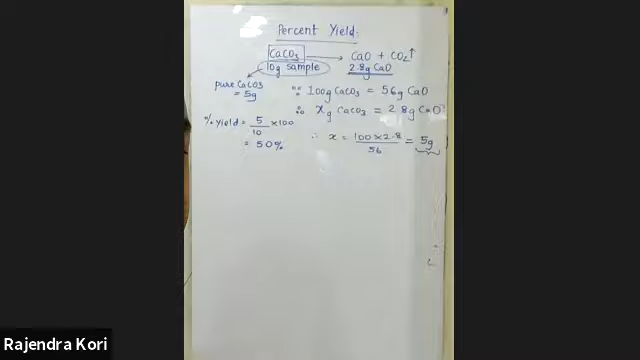 Percent Yield.
CaCO3 → CaO + CO2↑
10g sample 2.8g CaO
pure CaCO3
= 5g
∵ 100g CaCO3 = 56g CaO
∴ xg CaCO3 = 2.8g CaO
% Yield = 5/10 × 100
= 50%
∴ x = 100×2.8/56 = 5g
Rajendra Kori